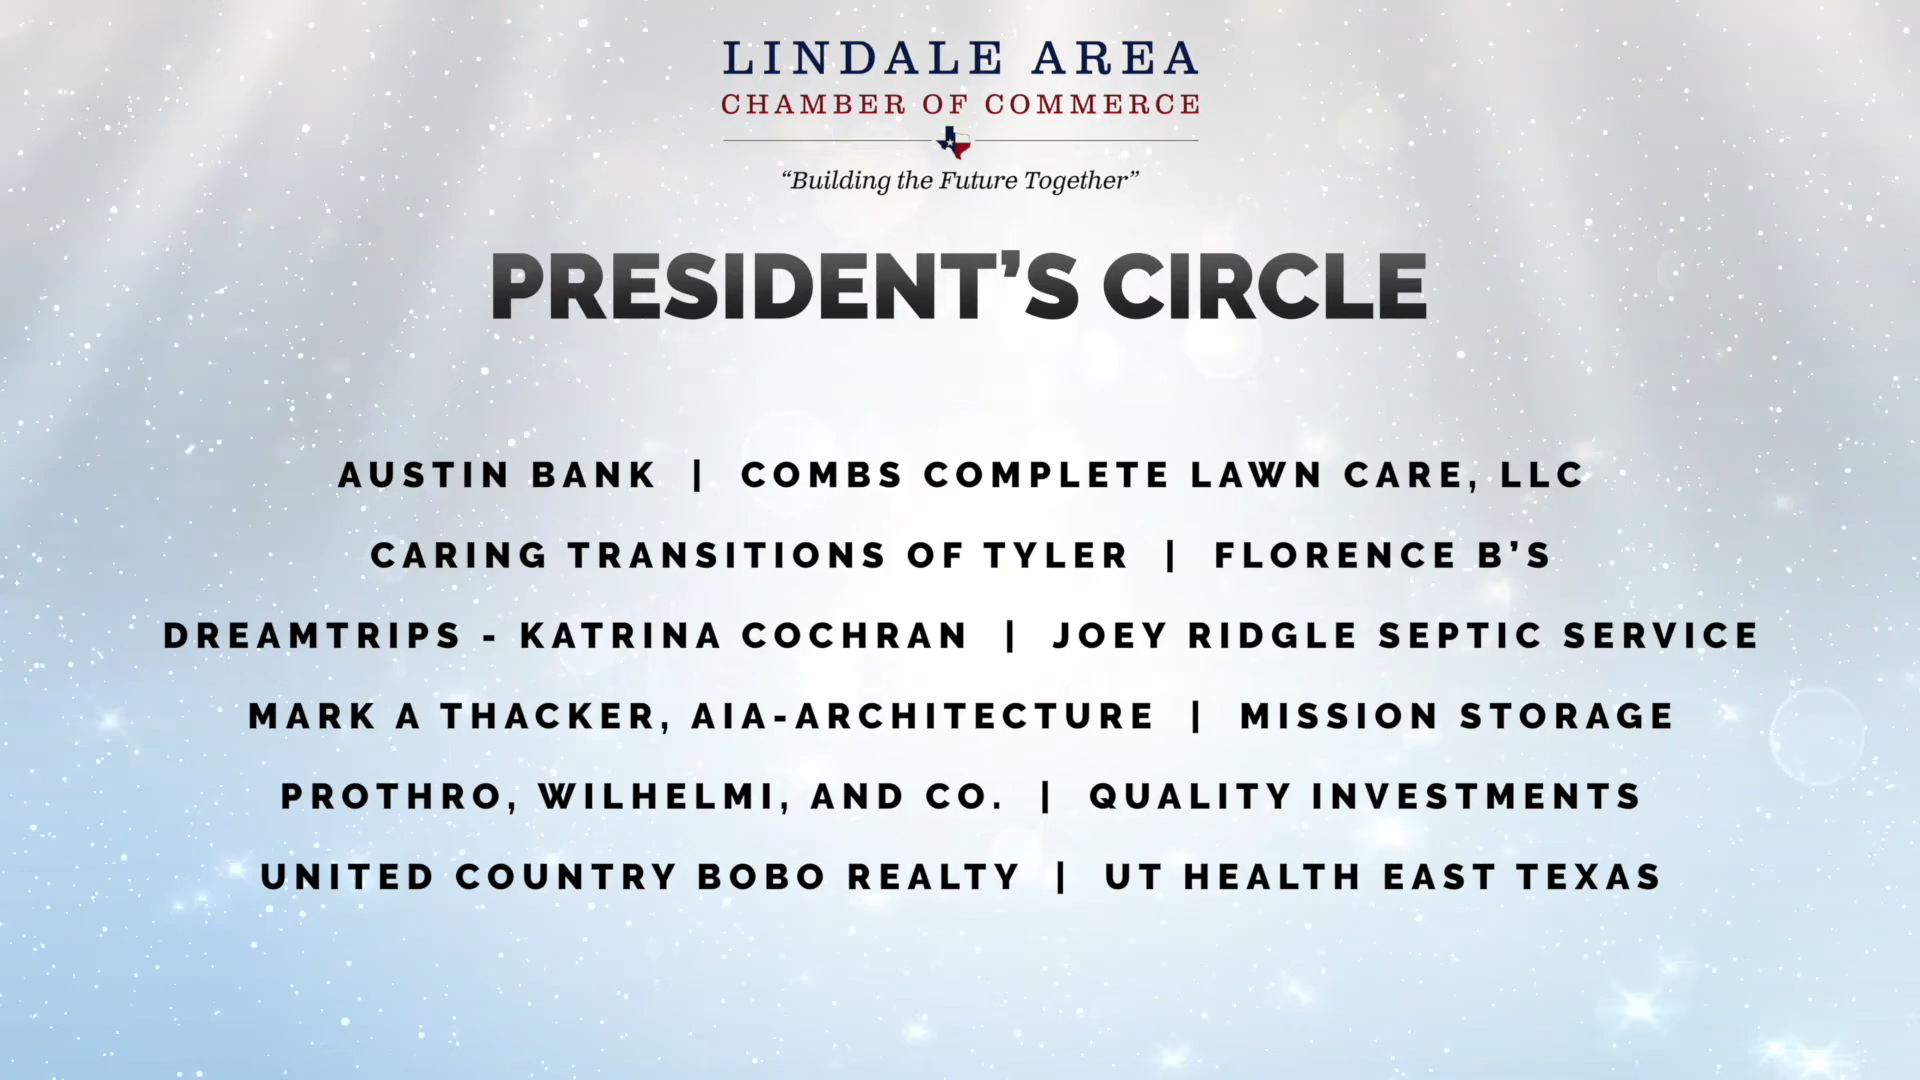 LINDALE AREA
CHAMBER OF COMMERCE
“Building the Future Together”
PRESIDENT’S CIRCLE
AUSTIN BANK | COMBS COMPLETE LAWN CARE, LLC
CARING TRANSITIONS OF TYLER | FLORENCE B’S
DREAMTRIPS - KATRINA COCHRAN | JOEY RIDGLE SEPTIC SERVICE
MARK A THACKER, AIA-ARCHITECTURE | MISSION STORAGE
PROTHRO, WILHELMI, AND CO. | QUALITY INVESTMENTS
UNITED COUNTRY BOBO REALTY | UT HEALTH EAST TEXAS